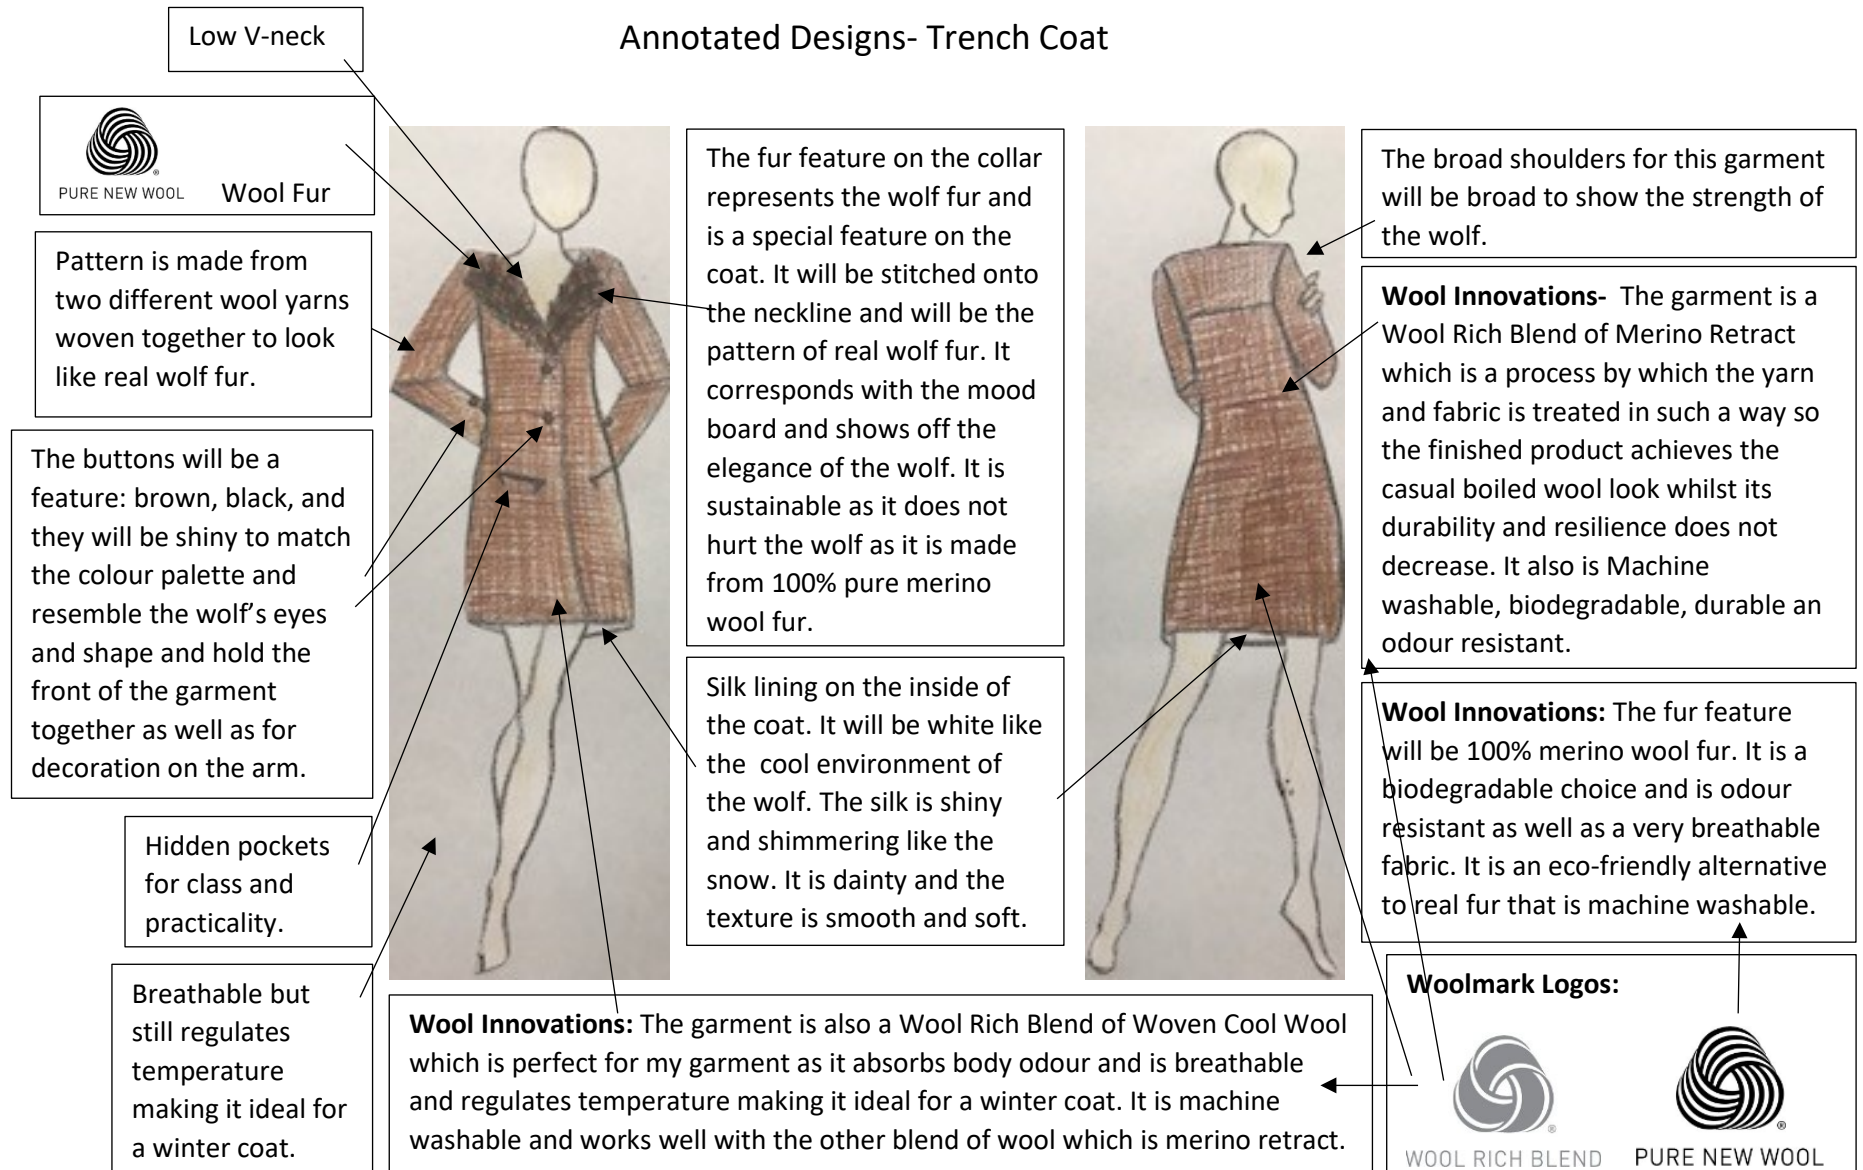 Annotated Designs- Trench Coat
Low V-neck
PURE NEW WOOL
Wool Fur
Pattern is made from
two different wool yarns
woven together to look
like real wolf fur.
The buttons will be a
feature: brown, black, and
they will be shiny to match
the colour palette and
resemble the wolf’s eyes
and shape and hold the
front of the garment
together as well as for
decoration on the arm.
Hidden pockets
for class and
practicality.
Breathable but
still regulates
temperature
making it ideal for
a winter coat.
The fur feature on the collar
represents the wolf fur and
is a special feature on the
coat. It will be stitched onto
the neckline and will be the
pattern of real wolf fur. It
corresponds with the mood
board and shows off the
elegance of the wolf. It is
sustainable as it does not
hurt the wolf as it is made
from 100% pure merino
wool fur.
Silk lining on the inside of
the coat. It will be white like
the  cool environment of
the wolf. The silk is shiny
and shimmering like the
snow. It is dainty and the
texture is smooth and soft.
The broad shoulders for this garment
will be broad to show the strength of
the wolf.
Wool Innovations-  The garment is a
Wool Rich Blend of Merino Retract
which is a process by which the yarn
and fabric is treated in such a way so
the finished product achieves the
casual boiled wool look whilst its
durability and resilience does not
decrease. It also is Machine
washable, biodegradable, durable an
odour resistant.
Wool Innovations: The fur feature
will be 100% merino wool fur. It is a
biodegradable choice and is odour
resistant as well as a very breathable
fabric. It is an eco-friendly alternative
to real fur that is machine washable.
Wool Innovations: The garment is also a Wool Rich Blend of Woven Cool Wool
which is perfect for my garment as it absorbs body odour and is breathable
and regulates temperature making it ideal for a winter coat. It is machine
washable and works well with the other blend of wool which is merino retract.
Woolmark Logos:
WOOL RICH BLEND
PURE NEW WOOL